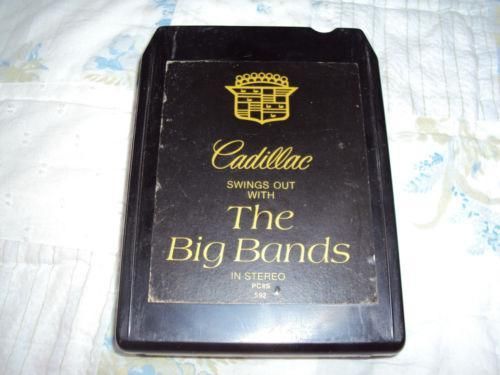 Cadillac
SWINGS OUT
WITH
The
Big Bands
IN STEREO
PC8S
592